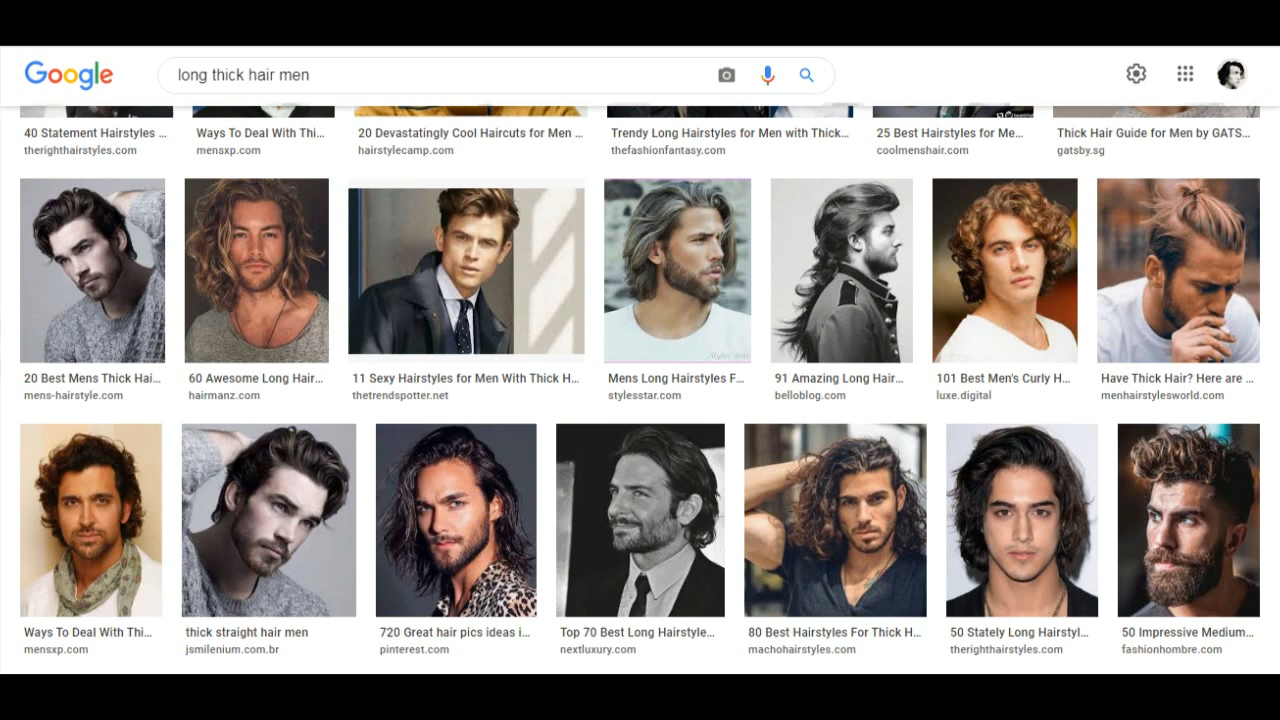 Google
long thick hair men
40 Statement Hairstyles ...
Ways To Deal With Thi...
20 Devastatingly Cool Haircuts for Men ...
Trendy Long Hairstyles for Men with Thick...
25 Best Hairstyles for Me...
Thick Hair Guide for Men by GATS...
therighthairstyles.com
mensxp.com
hairstylecamp.com
thefashionfantasy.com
coolmenshair.com
gatsby.sg
20 Best Mens Thick Hai...
60 Awesome Long Hair...
11 Sexy Hairstyles for Men With Thick H...
Mens Long Hairstyles F...
91 Amazing Long Hair...
101 Best Men's Curly H...
Have Thick Hair? Here are ...
mens-hairstyle.com
hairmanz.com
thetrendspotter.net
stylesstar.com
belloblog.com
luxe.digital
menhairstylesworld.com
Ways To Deal With Thi...
thick straight hair men
720 Great hair pics ideas i...
Top 70 Best Long Hairstyle...
80 Best Hairstyles For Thick H...
50 Stately Long Hairstyl...
50 Impressive Medium...
mensxp.com
jsmilenium.com.br
pinterest.com
nextluxury.com
machohairstyles.com
therighthairstyles.com
fashionhombre.com